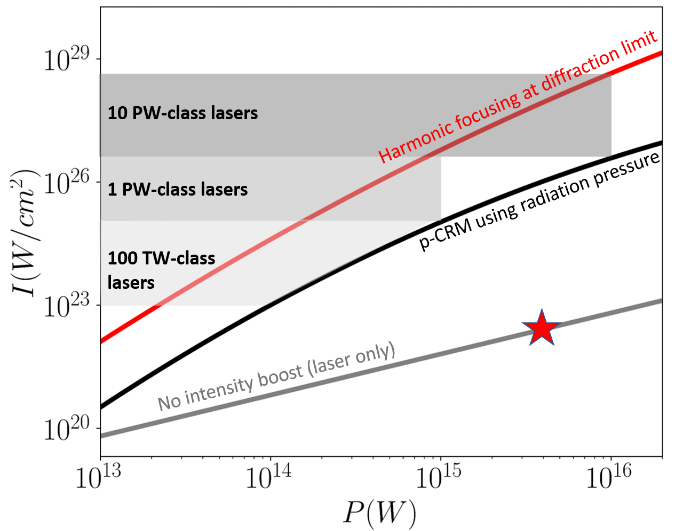 10^29
Harmonic focusing at diffraction limit
10 PW-class lasers
10^26
1 PW-class lasers
p-CRM using radiation pressure
100 TW-class
lasers
I(W/cm^2)
10^23
No intensity boost (laser only)
10^20
10^13
10^14
10^15
10^16
P(W)